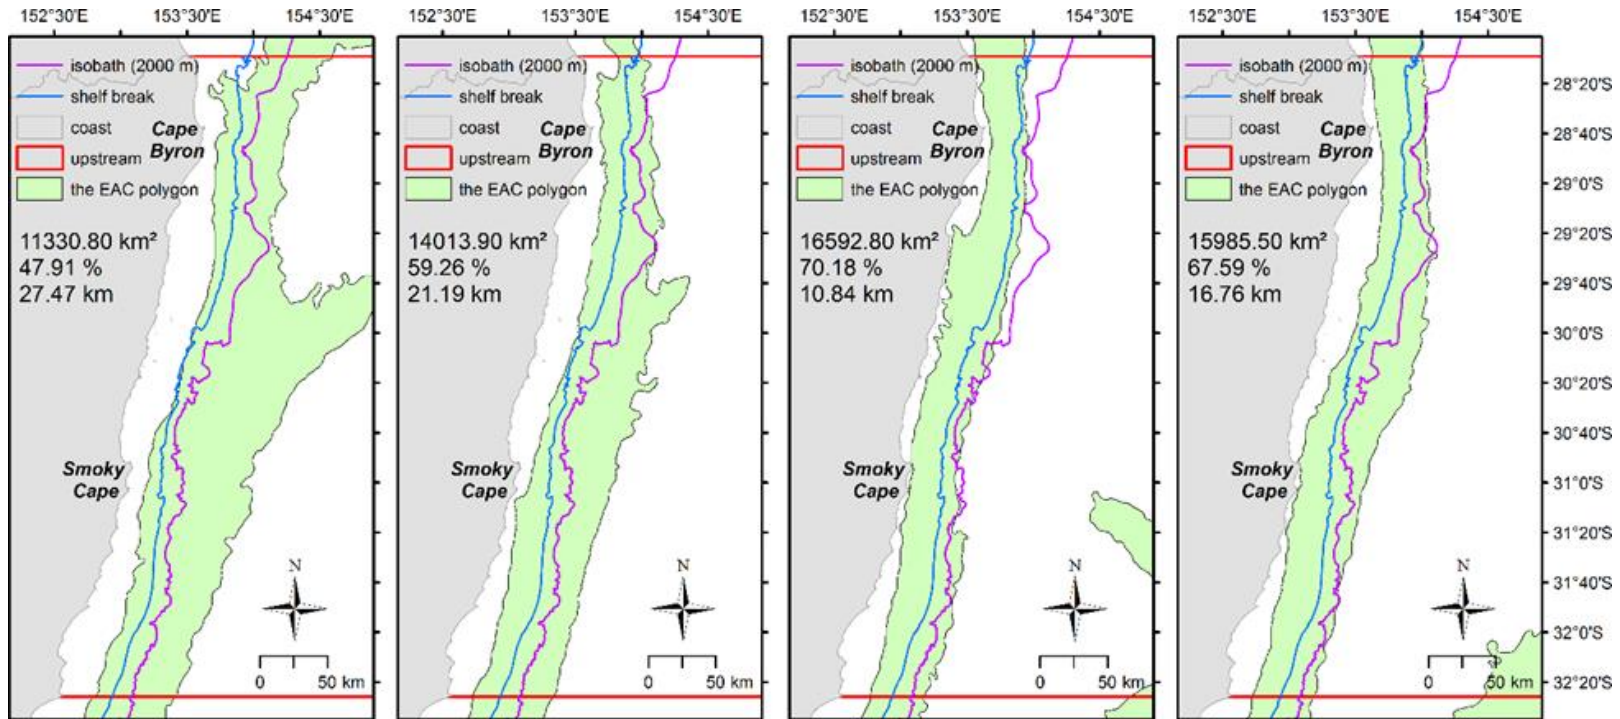 152°30'E 153°30'E 154°30'E
isobath (2000 m)
shelf break
coast
upstream
the EAC polygon
Cape
Byron
11330.80 km²
47.91 %
27.47 km
Smoky
Cape
N
0 50 km
152°30'E 153°30'E 154°30'E
isobath (2000 m)
shelf break
coast
upstream
the EAC polygon
Cape
Byron
14013.90 km²
59.26 %
21.19 km
Smoky
Cape
N
0 50 km
152°30'E 153°30'E 154°30'E
isobath (2000 m)
shelf break
coast
upstream
the EAC polygon
Cape
Byron
16592.80 km²
70.18 %
10.84 km
Smoky
Cape
N
0 50 km
152°30'E 153°30'E 154°30'E
isobath (2000 m)
shelf break
coast
upstream
the EAC polygon
Cape
Byron
15985.50 km²
67.59 %
16.76 km
Smoky
Cape
N
0 50 km
28°20'S
28°40'S
29°0'S
29°20'S
29°40'S
30°0'S
30°20'S
30°40'S
31°0'S
31°20'S
31°40'S
32°0'S
32°20'S